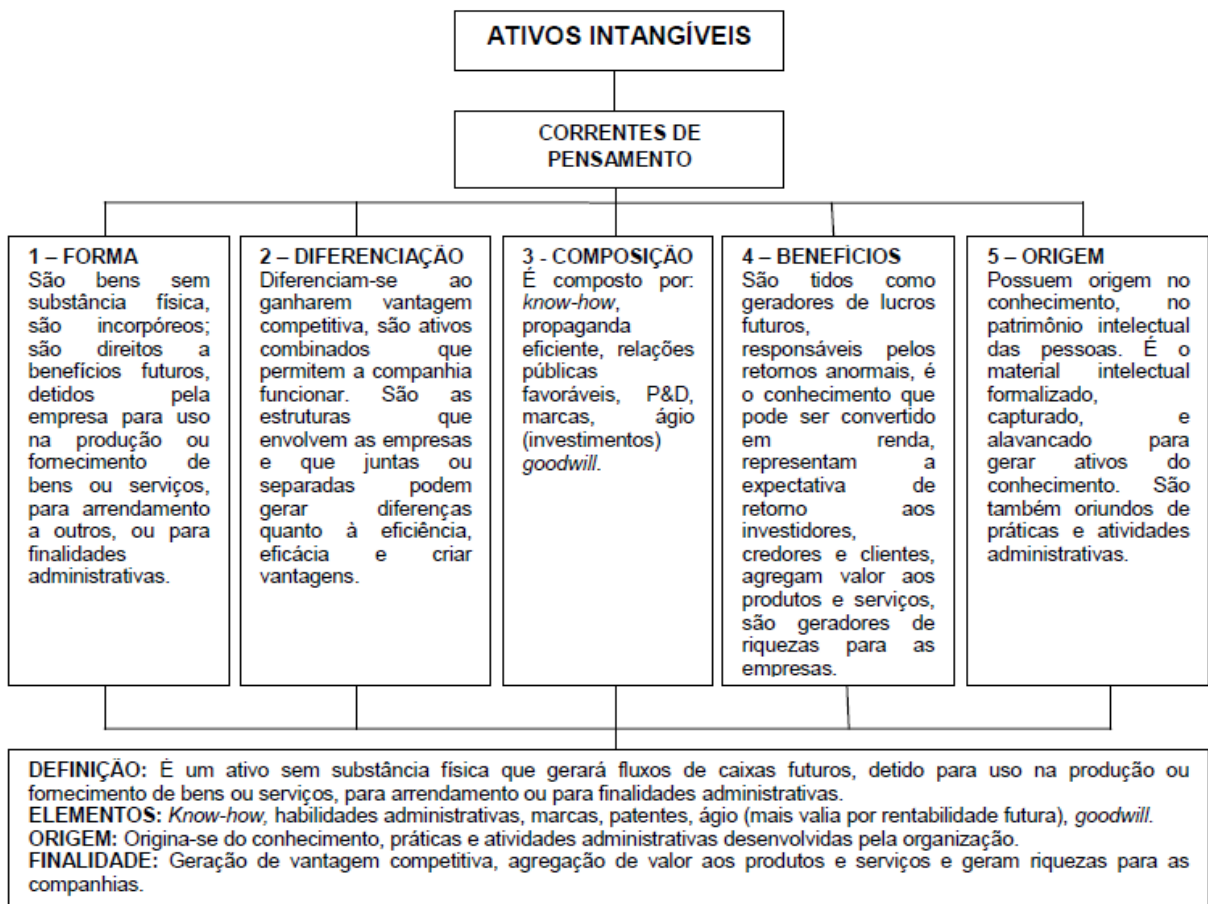 ATIVOS INTANGÍVEIS
CORRENTES DE
PENSAMENTO
1 – FORMA
São bens sem
substância física,
são incorpóreos;
são direitos a
benefícios futuros,
detidos pela
empresa para uso
na produção ou
fornecimento de
bens ou serviços,
para arrendamento
a outros, ou para
finalidades
administrativas.
2 – DIFERENCIAÇÃO
Diferenciam-se ao
ganharem vantagem
competitiva, são ativos
combinados que
permitem a companhia
funcionar. São as
estruturas que
envolvem as empresas
e que juntas ou
separadas podem
gerar diferenças
quanto à eficiência,
eficácia e criar
vantagens.
3 - COMPOSIÇÃO
É composto por:
know-how,
propaganda
eficiente, relações
públicas
favoráveis, P&D,
marcas, ágio
(investimentos)
goodwill.
4 – BENEFÍCIOS
São tidos como
geradores de lucros
futuros,
responsáveis pelos
retornos anormais, é
o conhecimento que
pode ser convertido
em renda,
representam a
expectativa de
retorno aos
investidores,
credores e clientes,
agregam valor aos
produtos e serviços,
são geradores de
riquezas para as
empresas.
5 – ORIGEM
Possuem origem no
conhecimento, no
patrimônio intelectual
das pessoas. É o
material intelectual
formalizado,
capturado, e
alavancado para
gerar ativos do
conhecimento. São
também oriundos de
práticas e atividades
administrativas.
DEFINIÇÃO: É um ativo sem substância física que gerará fluxos de caixas futuros, detido para uso na produção ou
fornecimento de bens ou serviços, para arrendamento ou para finalidades administrativas.
ELEMENTOS: Know-how, habilidades administrativas, marcas, patentes, ágio (mais valia por rentabilidade futura), goodwill.
ORIGEM: Origina-se do conhecimento, práticas e atividades administrativas desenvolvidas pela organização.
FINALIDADE: Geração de vantagem competitiva, agregação de valor aos produtos e serviços e geram riquezas para as
companhias.